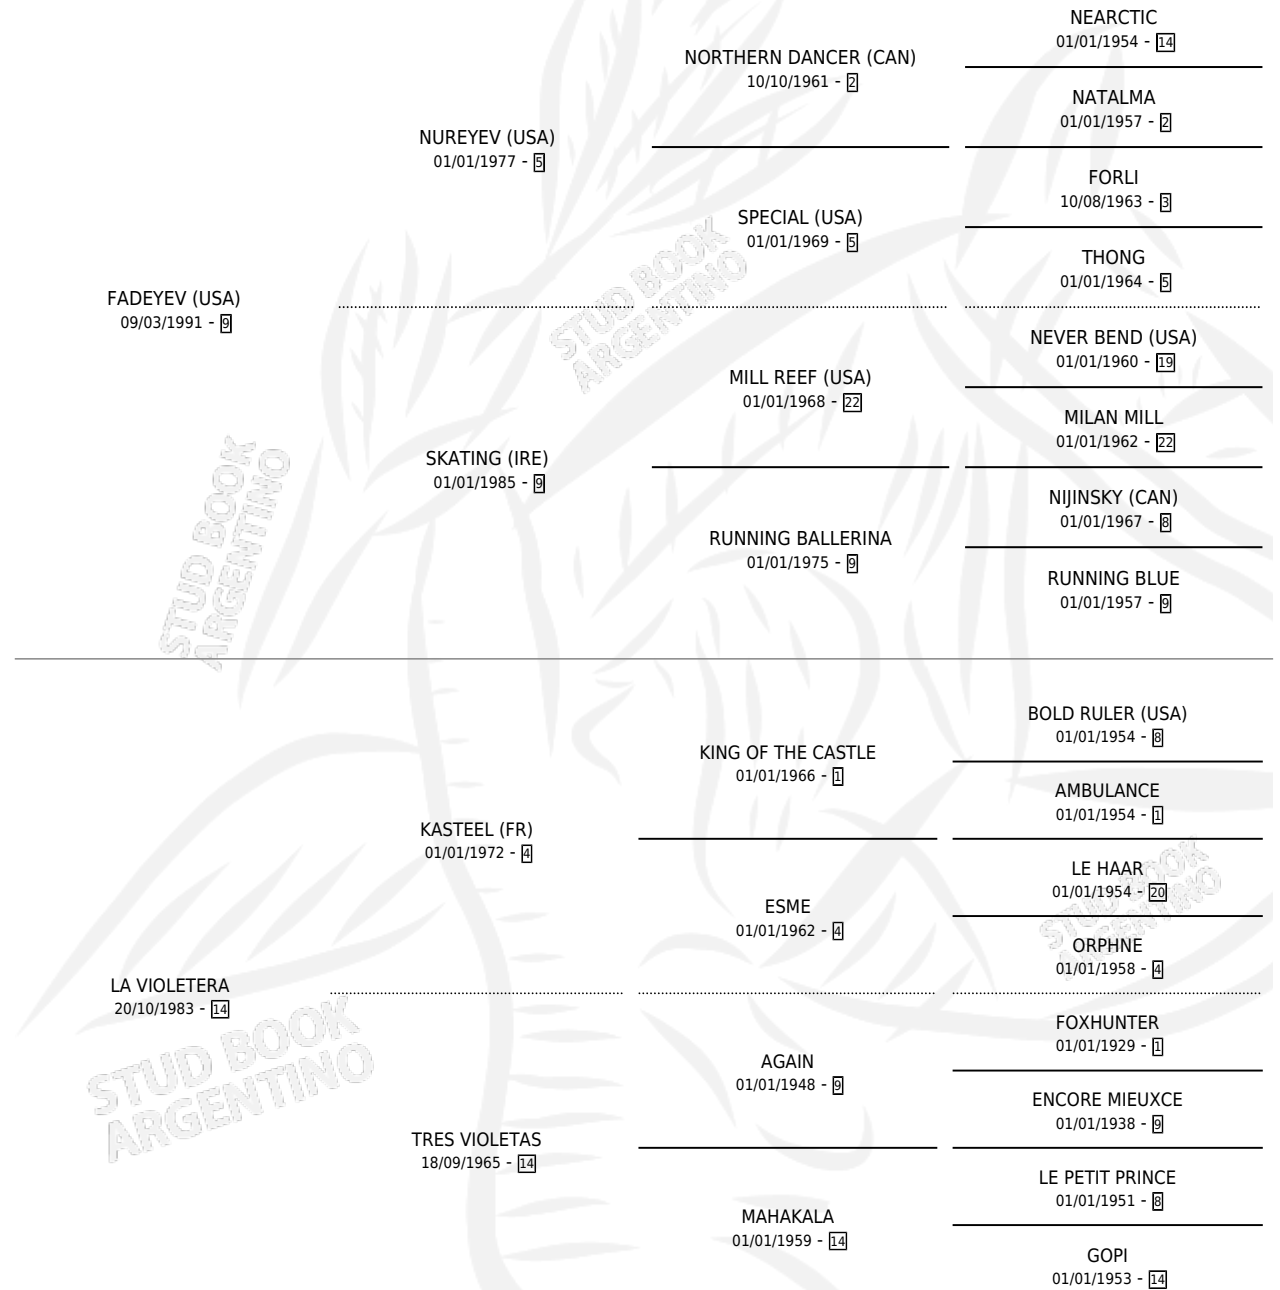 NEARCTIC
01/01/1954 - 14
NORTHERN DANCER (CAN)
10/10/1961 - 2
NATALMA
01/01/1957 - 2
NUREYEV (USA)
01/01/1977 - 5
FORLI
10/08/1963 - 3
SPECIAL (USA)
01/01/1969 - 5
THONG
01/01/1964 - 5
FADEYEV (USA)
09/03/1991 - 9
NEVER BEND (USA)
01/01/1960 - 19
MILL REEF (USA)
01/01/1968 - 22
MILAN MILL
01/01/1962 - 22
SKATING (IRE)
01/01/1985 - 9
NIJINSKY (CAN)
01/01/1967 - 8
RUNNING BALLERINA
01/01/1975 - 9
RUNNING BLUE
01/01/1957 - 9
STUD BOOK
ARGENTINO
STUD BOOK
ARGENTINO
BOLD RULER (USA)
01/01/1954 - 8
KING OF THE CASTLE
01/01/1966 - 1
AMBULANCE
01/01/1954 - 1
KASTEEL (FR)
01/01/1972 - 4
LE HAAR
01/01/1954 - 20
ESME
01/01/1962 - 4
ORPHNE
01/01/1958 - 4
LA VIOLETERA
20/10/1983 - 14
FOXHUNTER
01/01/1929 - 1
AGAIN
01/01/1948 - 9
ENCORE MIEUXCE
01/01/1938 - 9
TRES VIOLETAS
18/09/1965 - 14
LE PETIT PRINCE
01/01/1951 - 8
MAHAKALA
01/01/1959 - 14
GOPI
01/01/1953 - 14
STUD BOOK
ARGENTINO
STUD BOOK
ARGENTINO